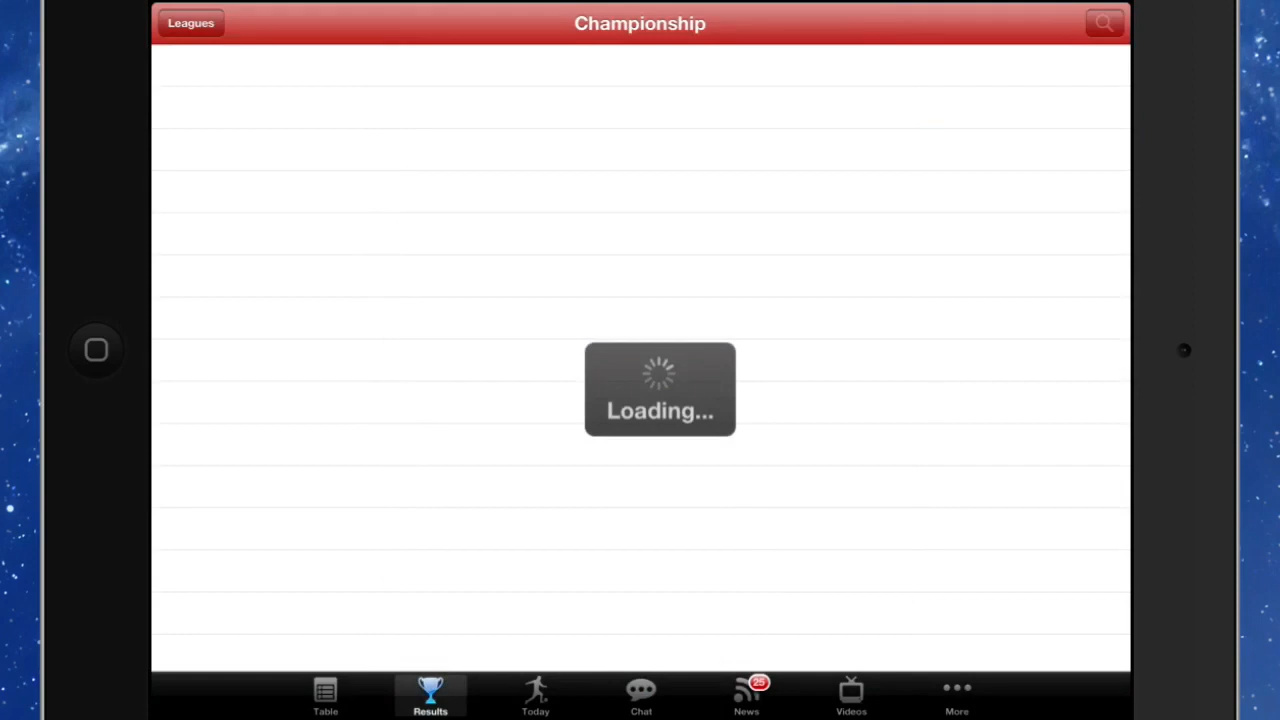 Leagues
Championship
Loading...
25
Table
Results
Today
Chat
News
Videos
More